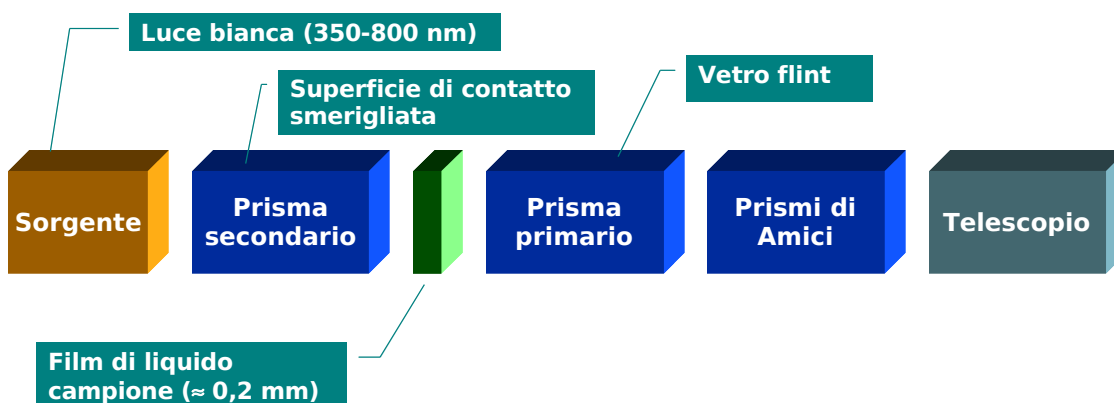 Luce bianca (350-800 nm)
Superficie di contatto
smerigliata
Vetro flint
Sorgente
Prisma
secondario
Prisma
primario
Prismi di
Amici
Telescopio
Film di liquido
campione (≈ 0,2 mm)